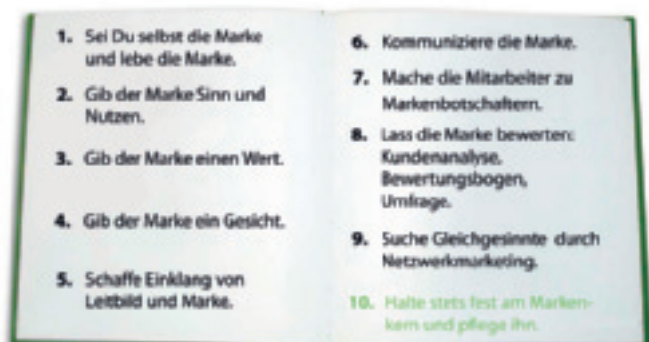 1. Sei Du selbst die Marke
und lebe die Marke.
2. Gib der Marke Sinn und
Nutzen.
3. Gib der Marke einen Wert.
4. Gib der Marke ein Gesicht.
5. Schaffe Einklang von
Leitbild und Marke.
6. Kommuniziere die Marke.
7. Mache die Mitarbeiter zu
Markenbotschaftern.
8. Lass die Marke bewerten:
Kundenanalyse,
Bewertungsbogen,
Umfrage.
9. Suche Gleichgesinnte durch
Netzwerkmarketing.
10. Halte stets fest am Marken-
kern und pflege ihn.